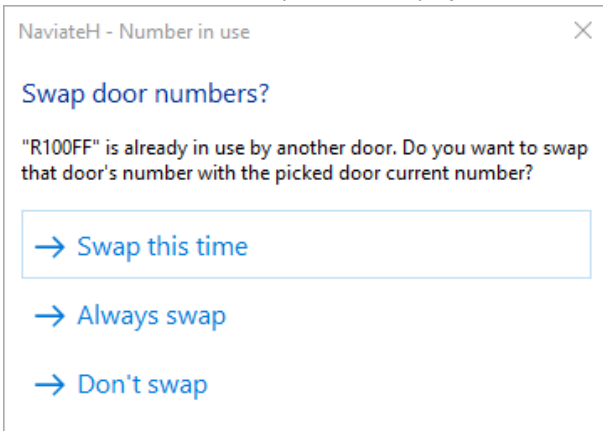 NaviateH - Number in use
Swap door numbers?
"R100FF" is already in use by another door. Do you want to swap
that door's number with the picked door current number?
Swap this time
Always swap
Don't swap